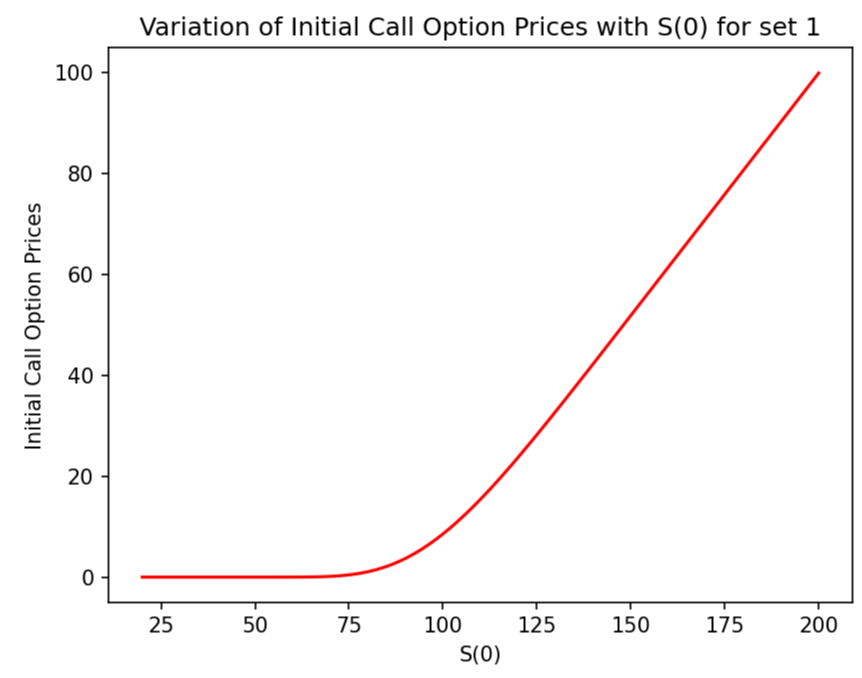 Variation of Initial Call Option Prices with S(0) for set 1
Initial Call Option Prices
100
80
60
40
20
0
25 50 75 100 125 150 175 200
S(0)